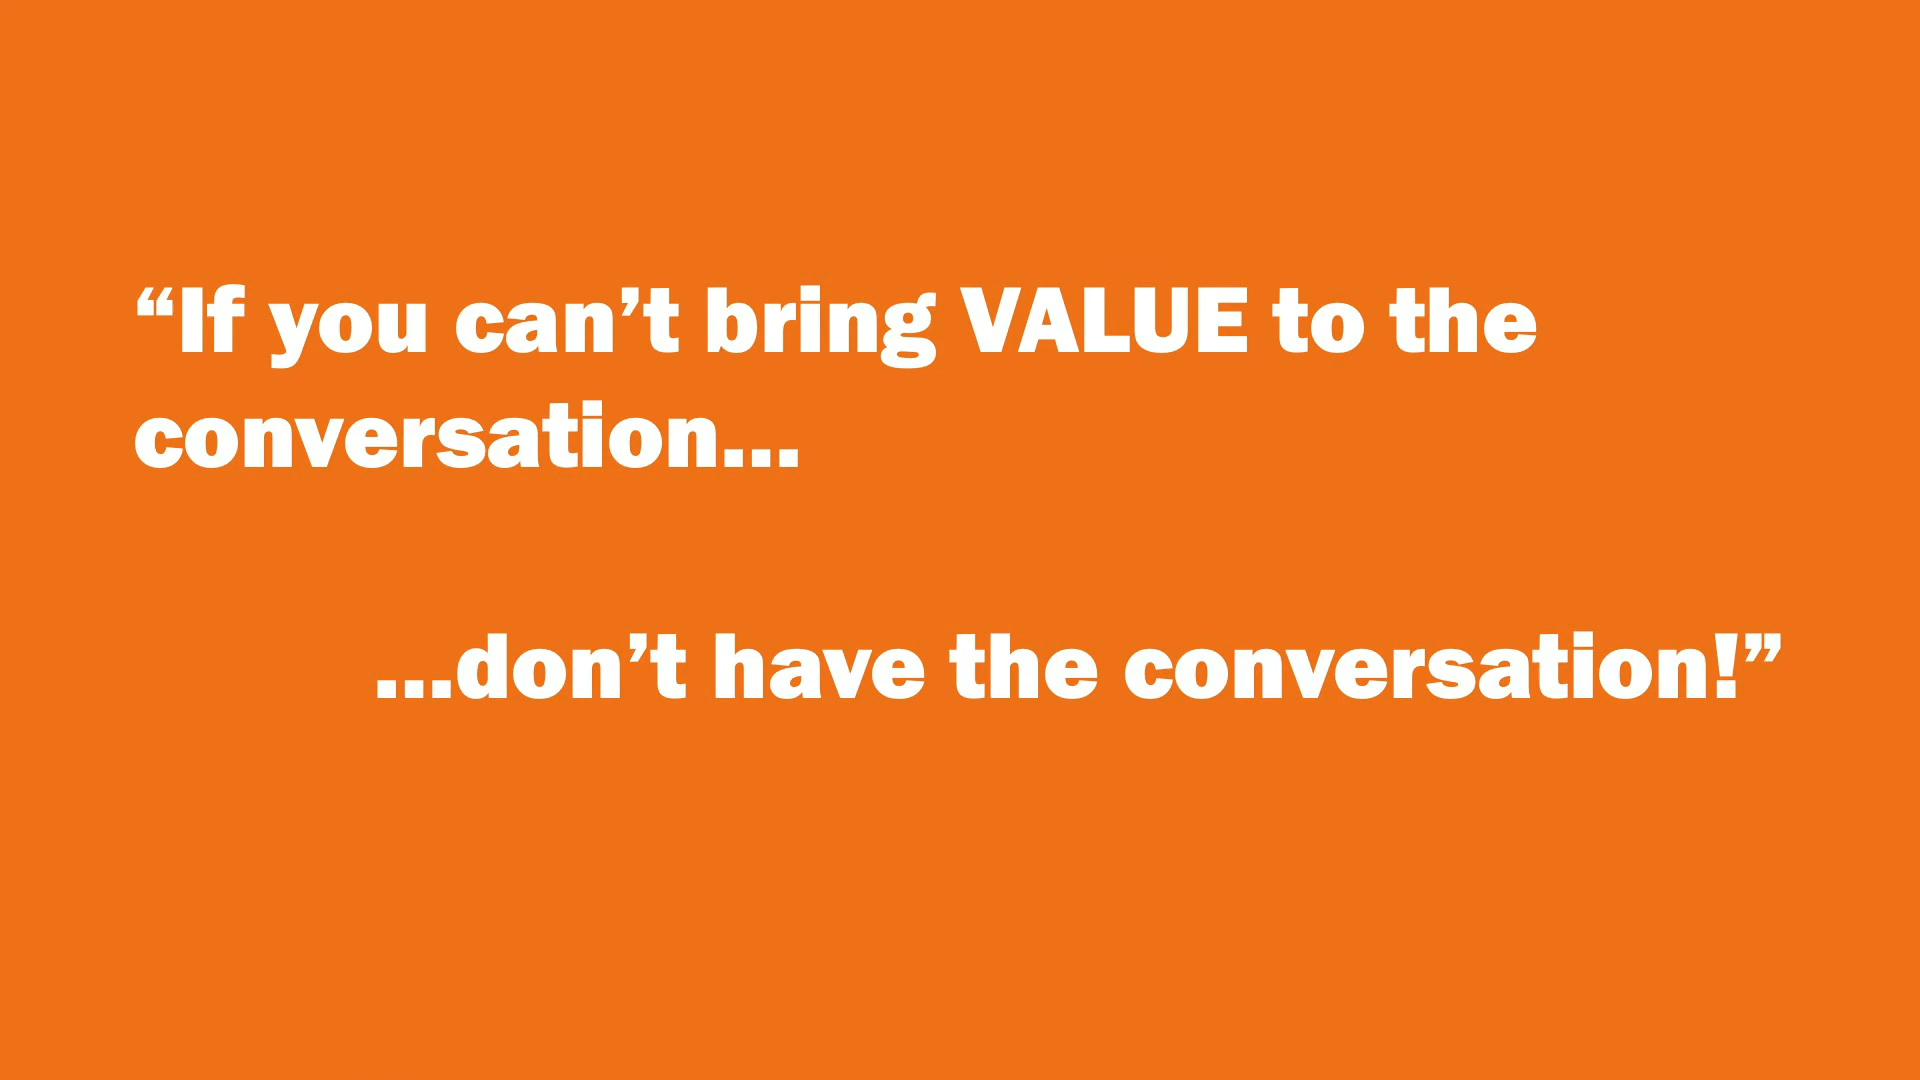 “If you can’t bring VALUE to the
conversation...
...don’t have the conversation!”